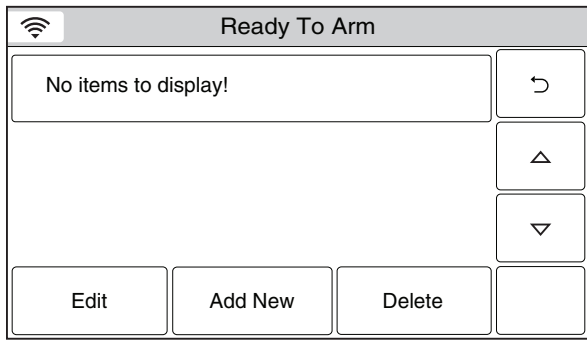 Ready To Arm
No items to display!
Edit
Add New
Delete